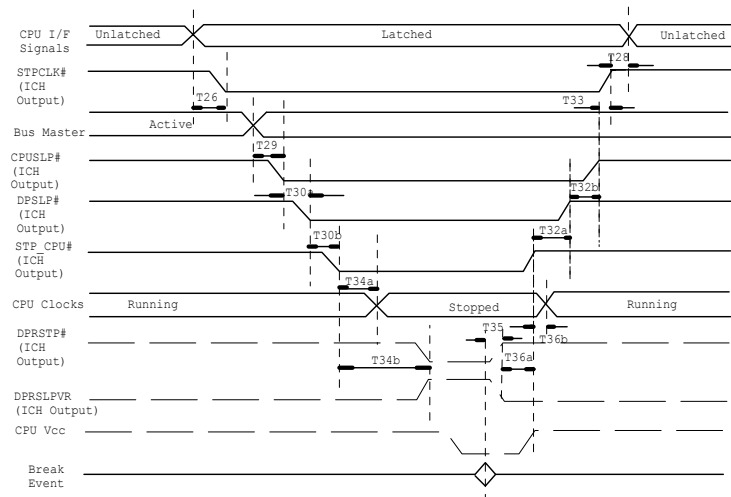 CPU I/F
Signals
Unlatched
Latched
Unlatched
STPCLK#
(ICH
Output)
T28
T26
T33
Bus Master
Active
T29
CPUSLP#
(ICH
Output)
DPSLP#
(ICH
Output)
T30a
T32b
STP_CPU#
(ICH
Output)
T30b
T32a
T34a
CPU Clocks
Running
Stopped
Running
DPRSTP#
(ICH
Output)
T35
T36b
T34b
T36a
DPRSLPVR
(ICH Output)
CPU Vcc
Break
Event